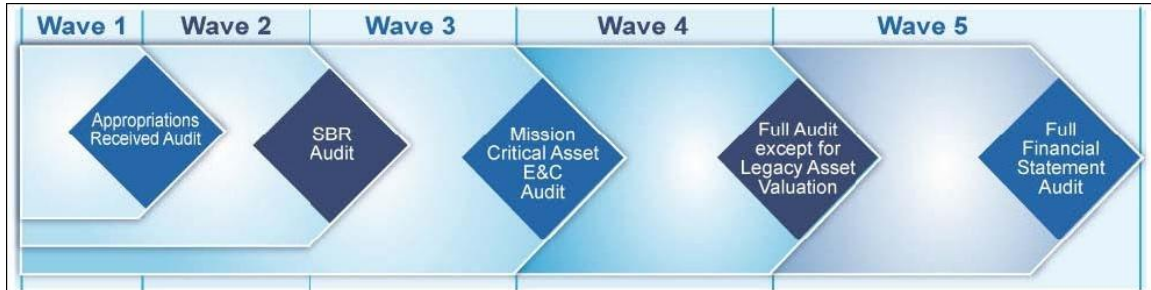 Wave 1
Wave 2
Wave 3
Wave 4
Wave 5
Appropriations
Received Audit
SBR
Audit
Mission
Critical Asset
E&C
Audit
Full Audit
except for
Legacy Asset
Valuation
Full
Financial
Statement
Audit